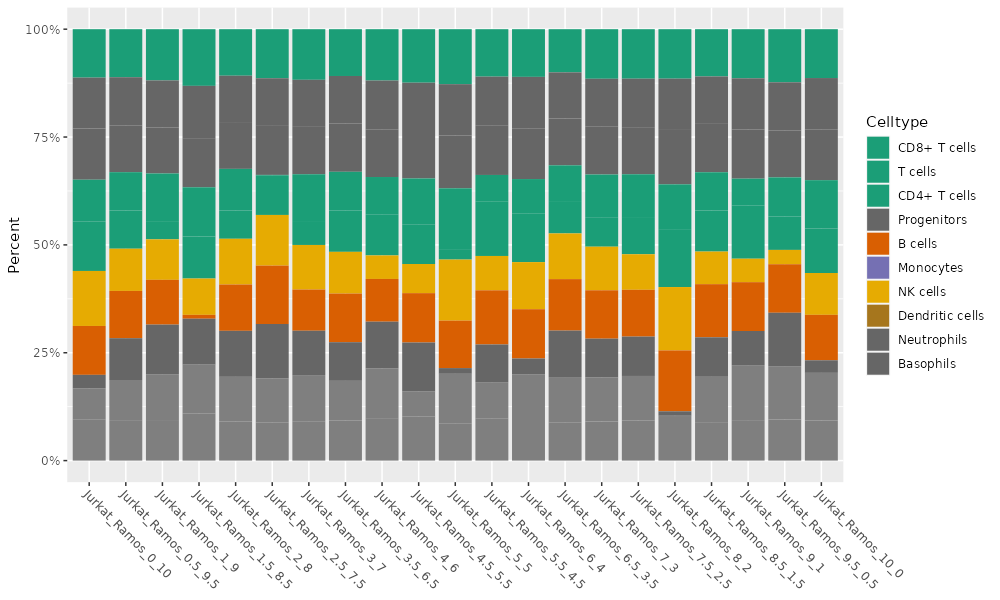 100%
75%
50%
25%
0%
Percent
Jurkat_Ramos_0_10
Jurkat_Ramos_0.5_9.5
Jurkat_Ramos_1_9
Jurkat_Ramos_1.5_8.5
Jurkat_Ramos_2_8
Jurkat_Ramos_2.5_7.5
Jurkat_Ramos_3_7
Jurkat_Ramos_3.5_6.5
Jurkat_Ramos_4_6
Jurkat_Ramos_4.5_5.5
Jurkat_Ramos_5_5
Jurkat_Ramos_5.5_4.5
Jurkat_Ramos_6_4
Jurkat_Ramos_6.5_3.5
Jurkat_Ramos_7_3
Jurkat_Ramos_7.5_2.5
Jurkat_Ramos_8_2
Jurkat_Ramos_8.5_1.5
Jurkat_Ramos_9_1
Jurkat_Ramos_9.5_0.5
Jurkat_Ramos_10_0
Celltype
CD8+ T cells
T cells
CD4+ T cells
Progenitors
B cells
Monocytes
NK cells
Dendritic cells
Neutrophils
Basophils